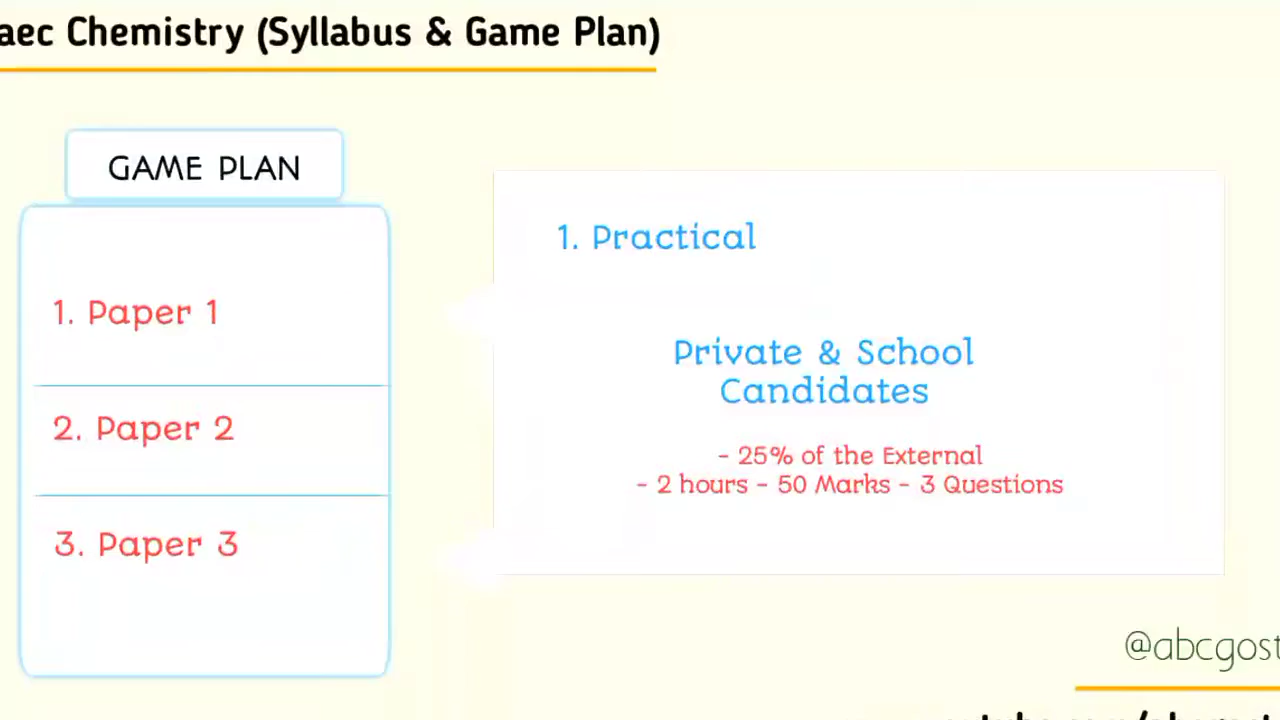 aec Chemistry (Syllabus & Game Plan)
GAME PLAN
1. Paper 1
2. Paper 2
3. Paper 3
1. Practical
Private & School
Candidates
- 25% of the External
- 2 hours - 50 Marks - 3 Questions
@abcgost